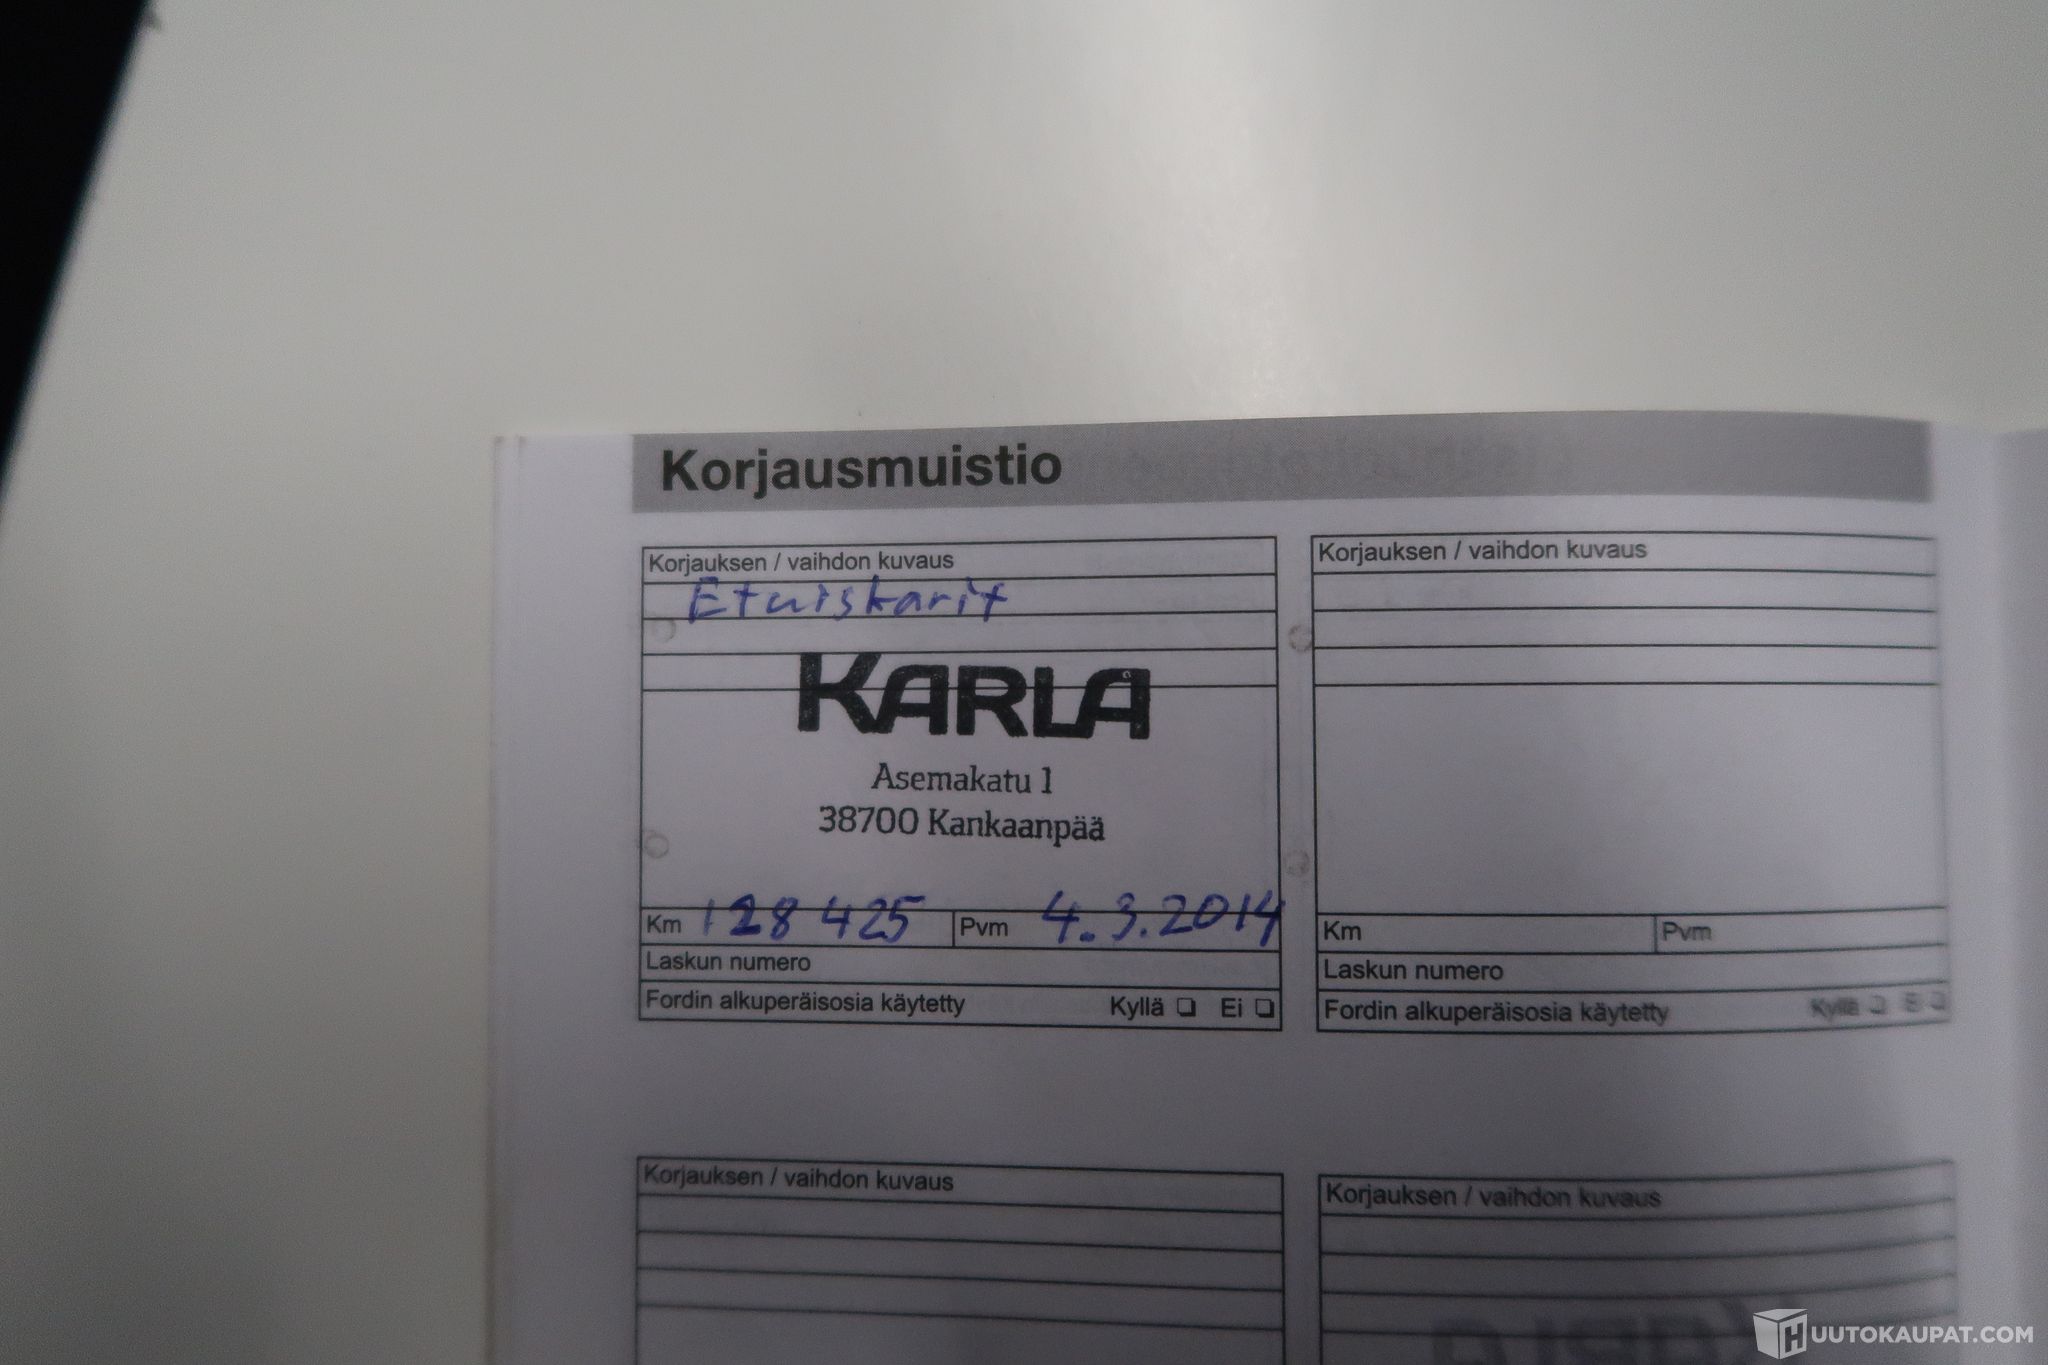 Korjausmuistio
Korjauksen / vaihdon kuvaus
Etuiskarit
KARLA
Asemakatu 1
38700 Kankaanpää
Km 128 425 Pvm 4.3.2014
Laskun numero
Fordin alkuperäisosia käytetty Kyllä Ei
Korjauksen / vaihdon kuvaus
Km Pvm
Laskun numero
Fordin alkuperäisosia käytetty Kyllä Ei
Korjauksen / vaihdon kuvaus
Korjauksen / vaihdon kuvaus
HUUTOKAUPAT.COM